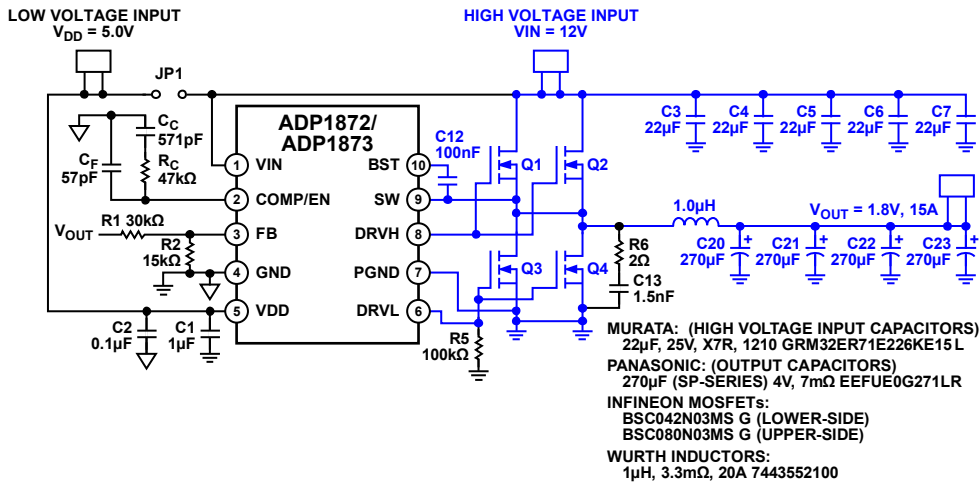 LOW VOLTAGE INPUT
VDD = 5.0V
HIGH VOLTAGE INPUT
VIN = 12V
JP1
CC
571pF
CF
57pF
RC
47kΩ
R1 30kΩ
VOUT
R2
15kΩ
C2
0.1µF
C1
1µF
ADP1872/
ADP1873
1 VIN
2 COMP/EN
3 FB
4 GND
5 VDD
BST 10
SW 9
DRVH 8
PGND 7
DRVL 6
C12
100nF
Q1
Q2
Q3
Q4
R5
100kΩ
C3
22µF
C4
22µF
C5
22µF
C6
22µF
C7
22µF
1.0µH
VOUT = 1.8V, 15A
R6
2Ω
C13
1.5nF
C20
270µF
+
C21
270µF
+
C22
270µF
+
C23
270µF
+
MURATA: (HIGH VOLTAGE INPUT CAPACITORS)
22µF, 25V, X7R, 1210 GRM32ER71E226KE15L
PANASONIC: (OUTPUT CAPACITORS)
270µF (SP-SERIES) 4V, 7mΩ EEFUE0G271LR
INFINEON MOSFETs:
BSC042N03MS G (LOWER-SIDE)
BSC080N03MS G (UPPER-SIDE)
WURTH INDUCTORS:
1µH, 3.3mΩ, 20A 7443552100